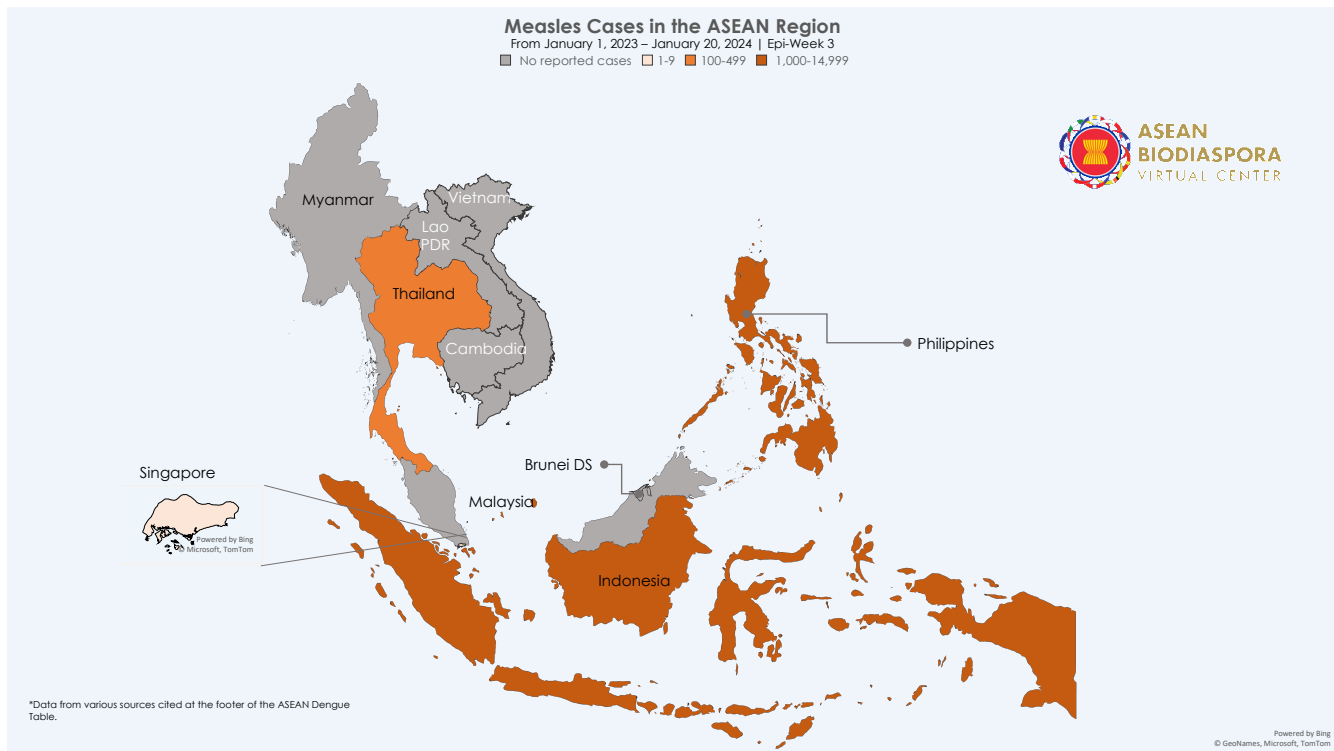 Measles Cases in the ASEAN Region
From January 1, 2023 – January 20, 2024 | Epi-Week 3
No reported cases 1-9 100-499 1,000-14,999
ASEAN
BIODIASPORA
VIRTUAL CENTER
Myanmar
Vietnam
Lao
PDR
Thailand
Cambodia
Philippines
Brunei DS
Singapore
Malaysia
Powered by Bing
© Microsoft, TomTom
Indonesia
*Data from various sources cited at the footer of the ASEAN Dengue
Table.
Powered by Bing
© GeoNames, Microsoft, TomTom